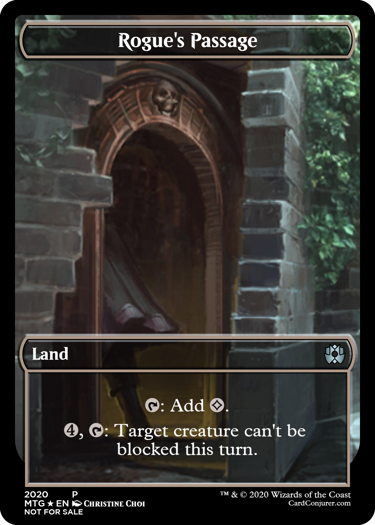 Rogue's Passage
Land
: Add .
4, : Target creature can't be
blocked this turn.
2020 P
MTG ★ EN Christine Choi
NOT FOR SALE
™ & © 2020 Wizards of the Coast
CardConjurer.com